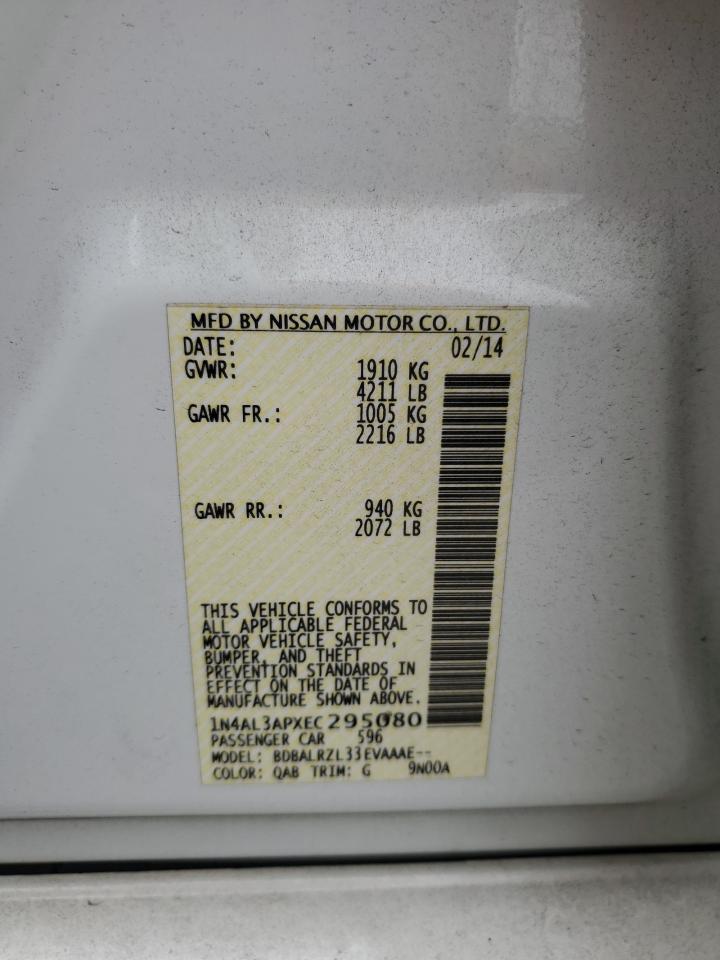 MFD BY NISSAN MOTOR CO., LTD.
DATE: 02/14
GVWR: 1910 KG
4211 LB
GAWR FR.: 1005 KG
2216 LB
GAWR RR.: 940 KG
2072 LB
THIS VEHICLE CONFORMS TO
ALL APPLICABLE FEDERAL
MOTOR VEHICLE SAFETY,
BUMPER, AND THEFT
PREVENTION STANDARDS IN
EFFECT ON THE DATE OF
MANUFACTURE SHOWN ABOVE.
1N4AL3APXEC295080
PASSENGER CAR 596
MODEL: BDBALRZL33EVAAAE--
COLOR: QAB TRIM: G 9N00A